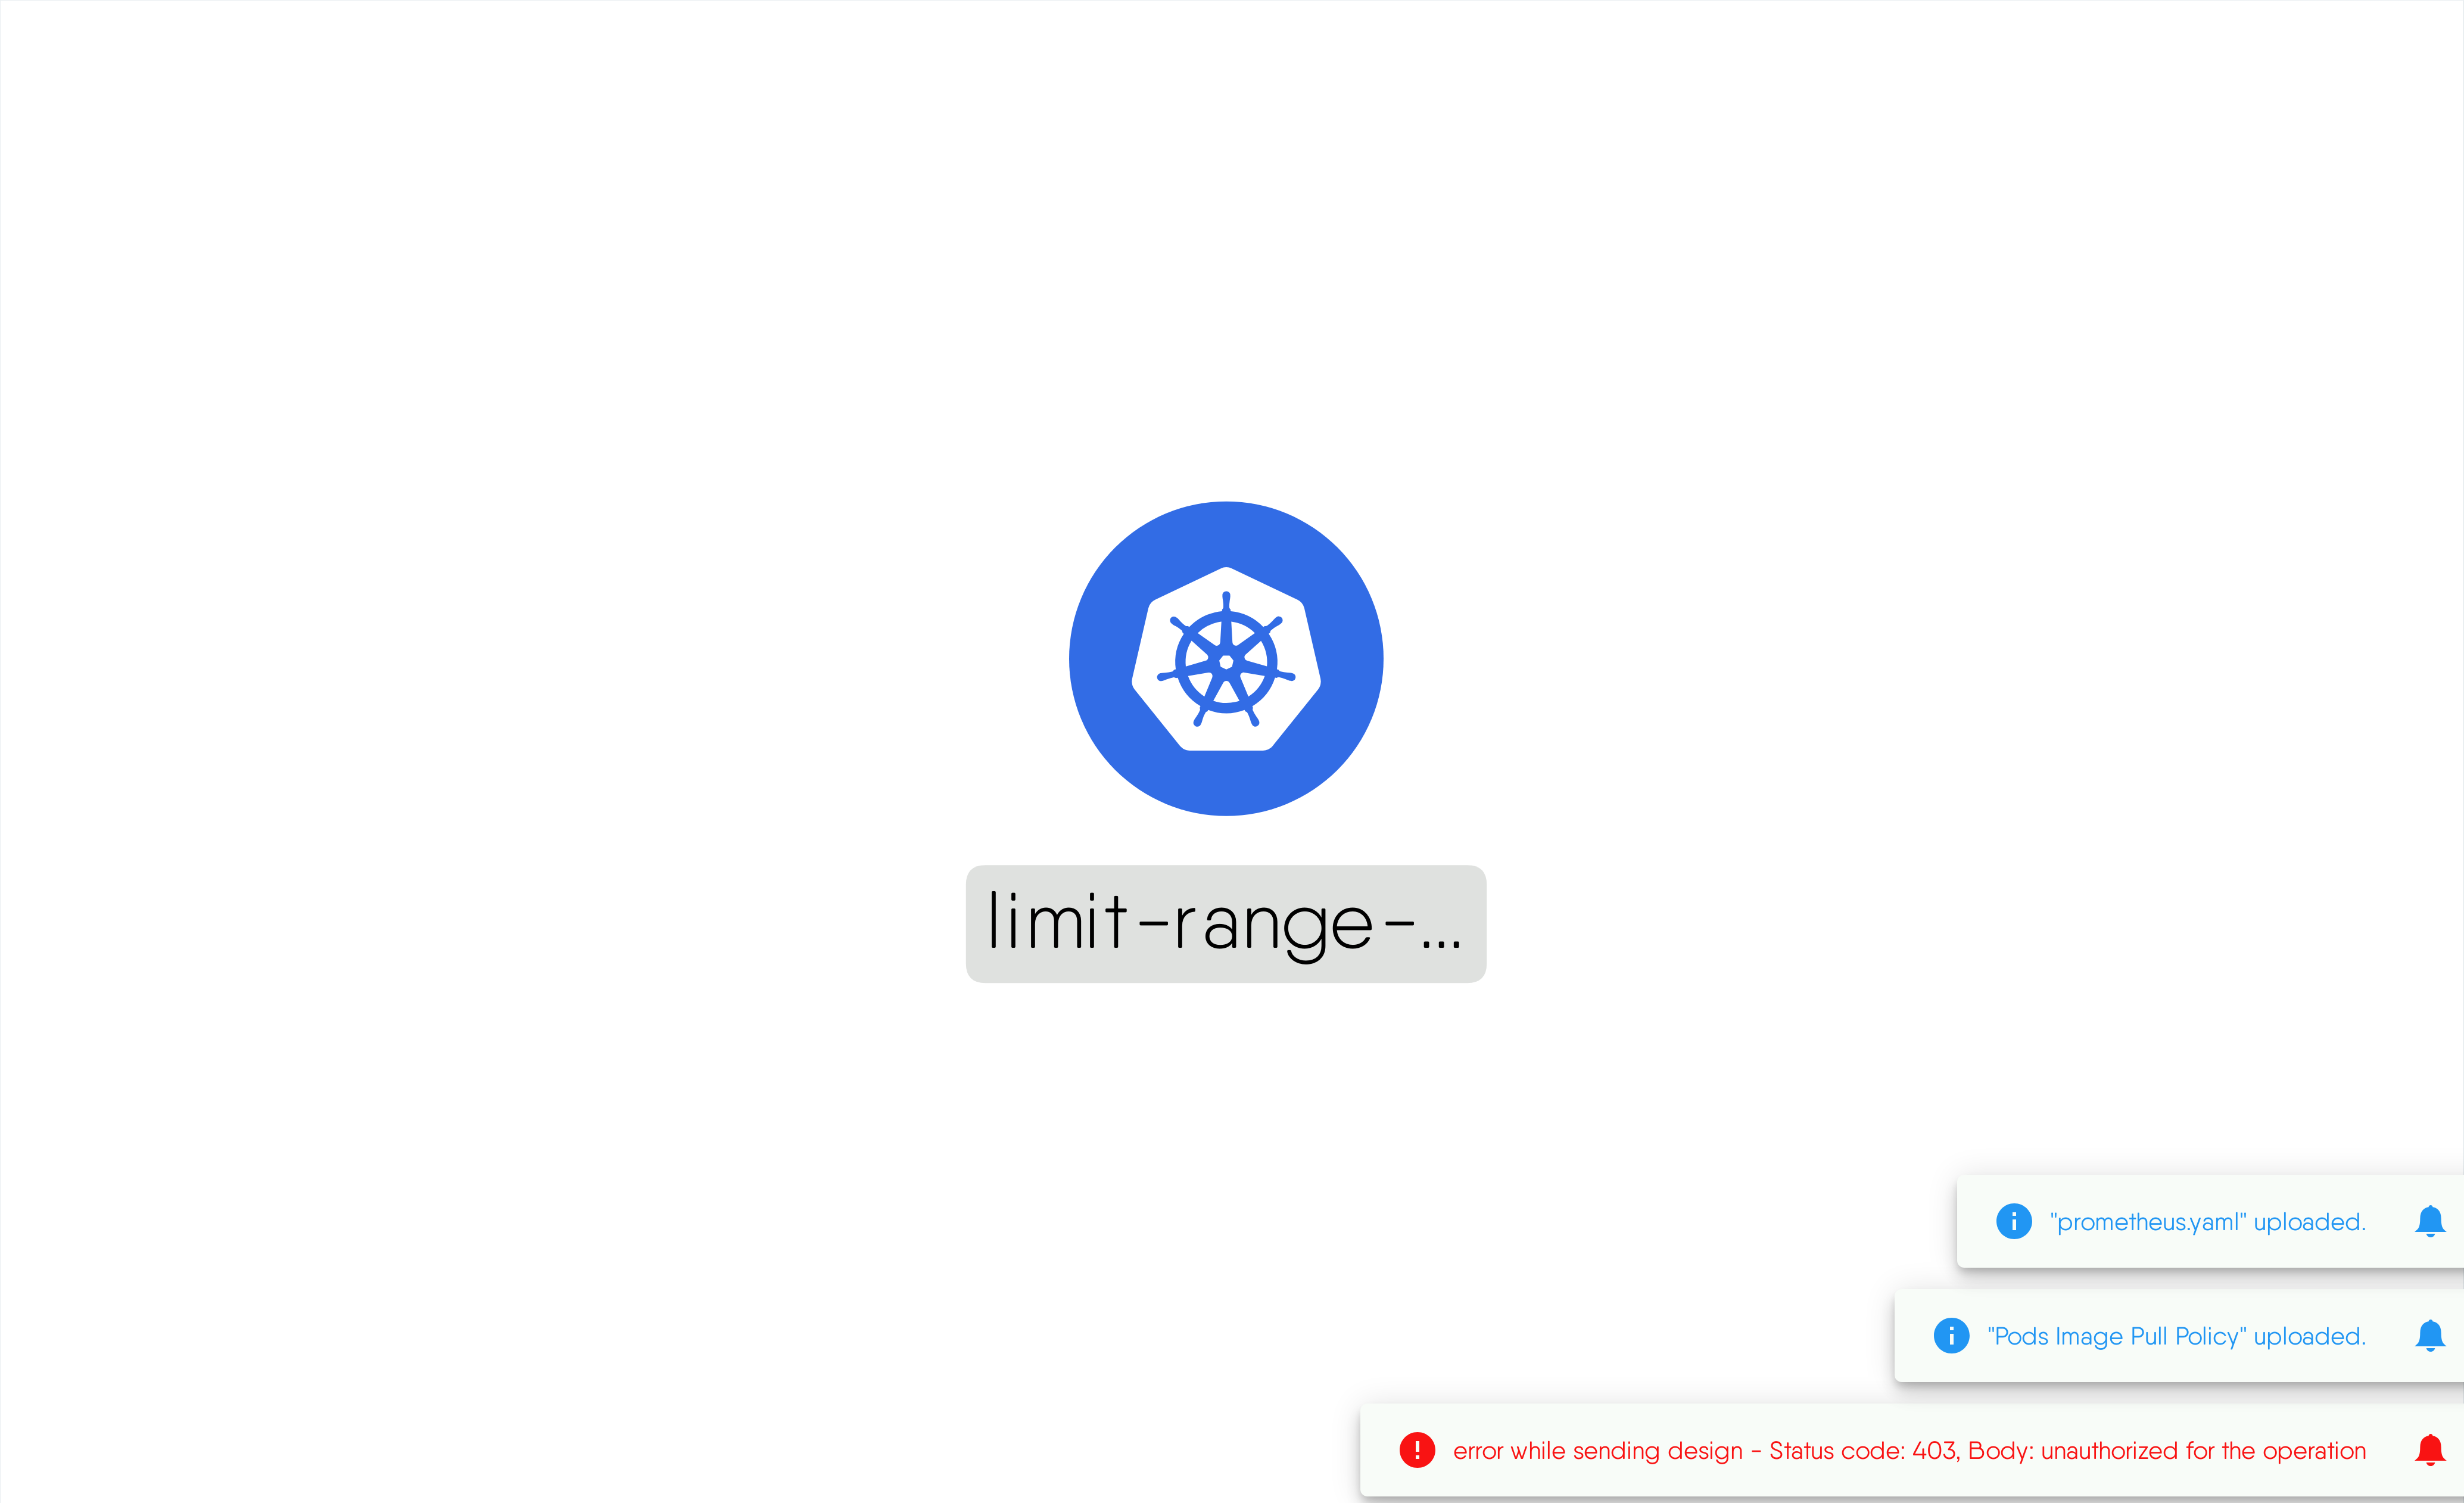 limit-range-...
"prometheus.yaml" uploaded.
"Pods Image Pull Policy" uploaded.
error while sending design - Status code: 403, Body: unauthorized for the operation